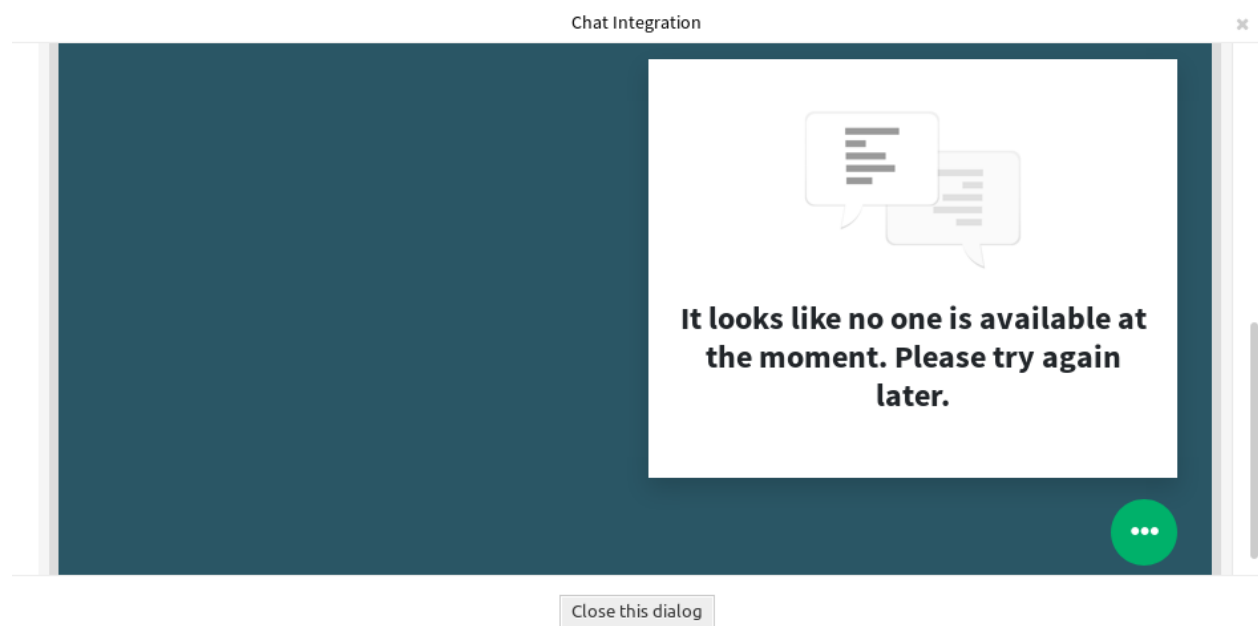 Chat Integration
It looks like no one is available at
the moment. Please try again
later.
Close this dialog